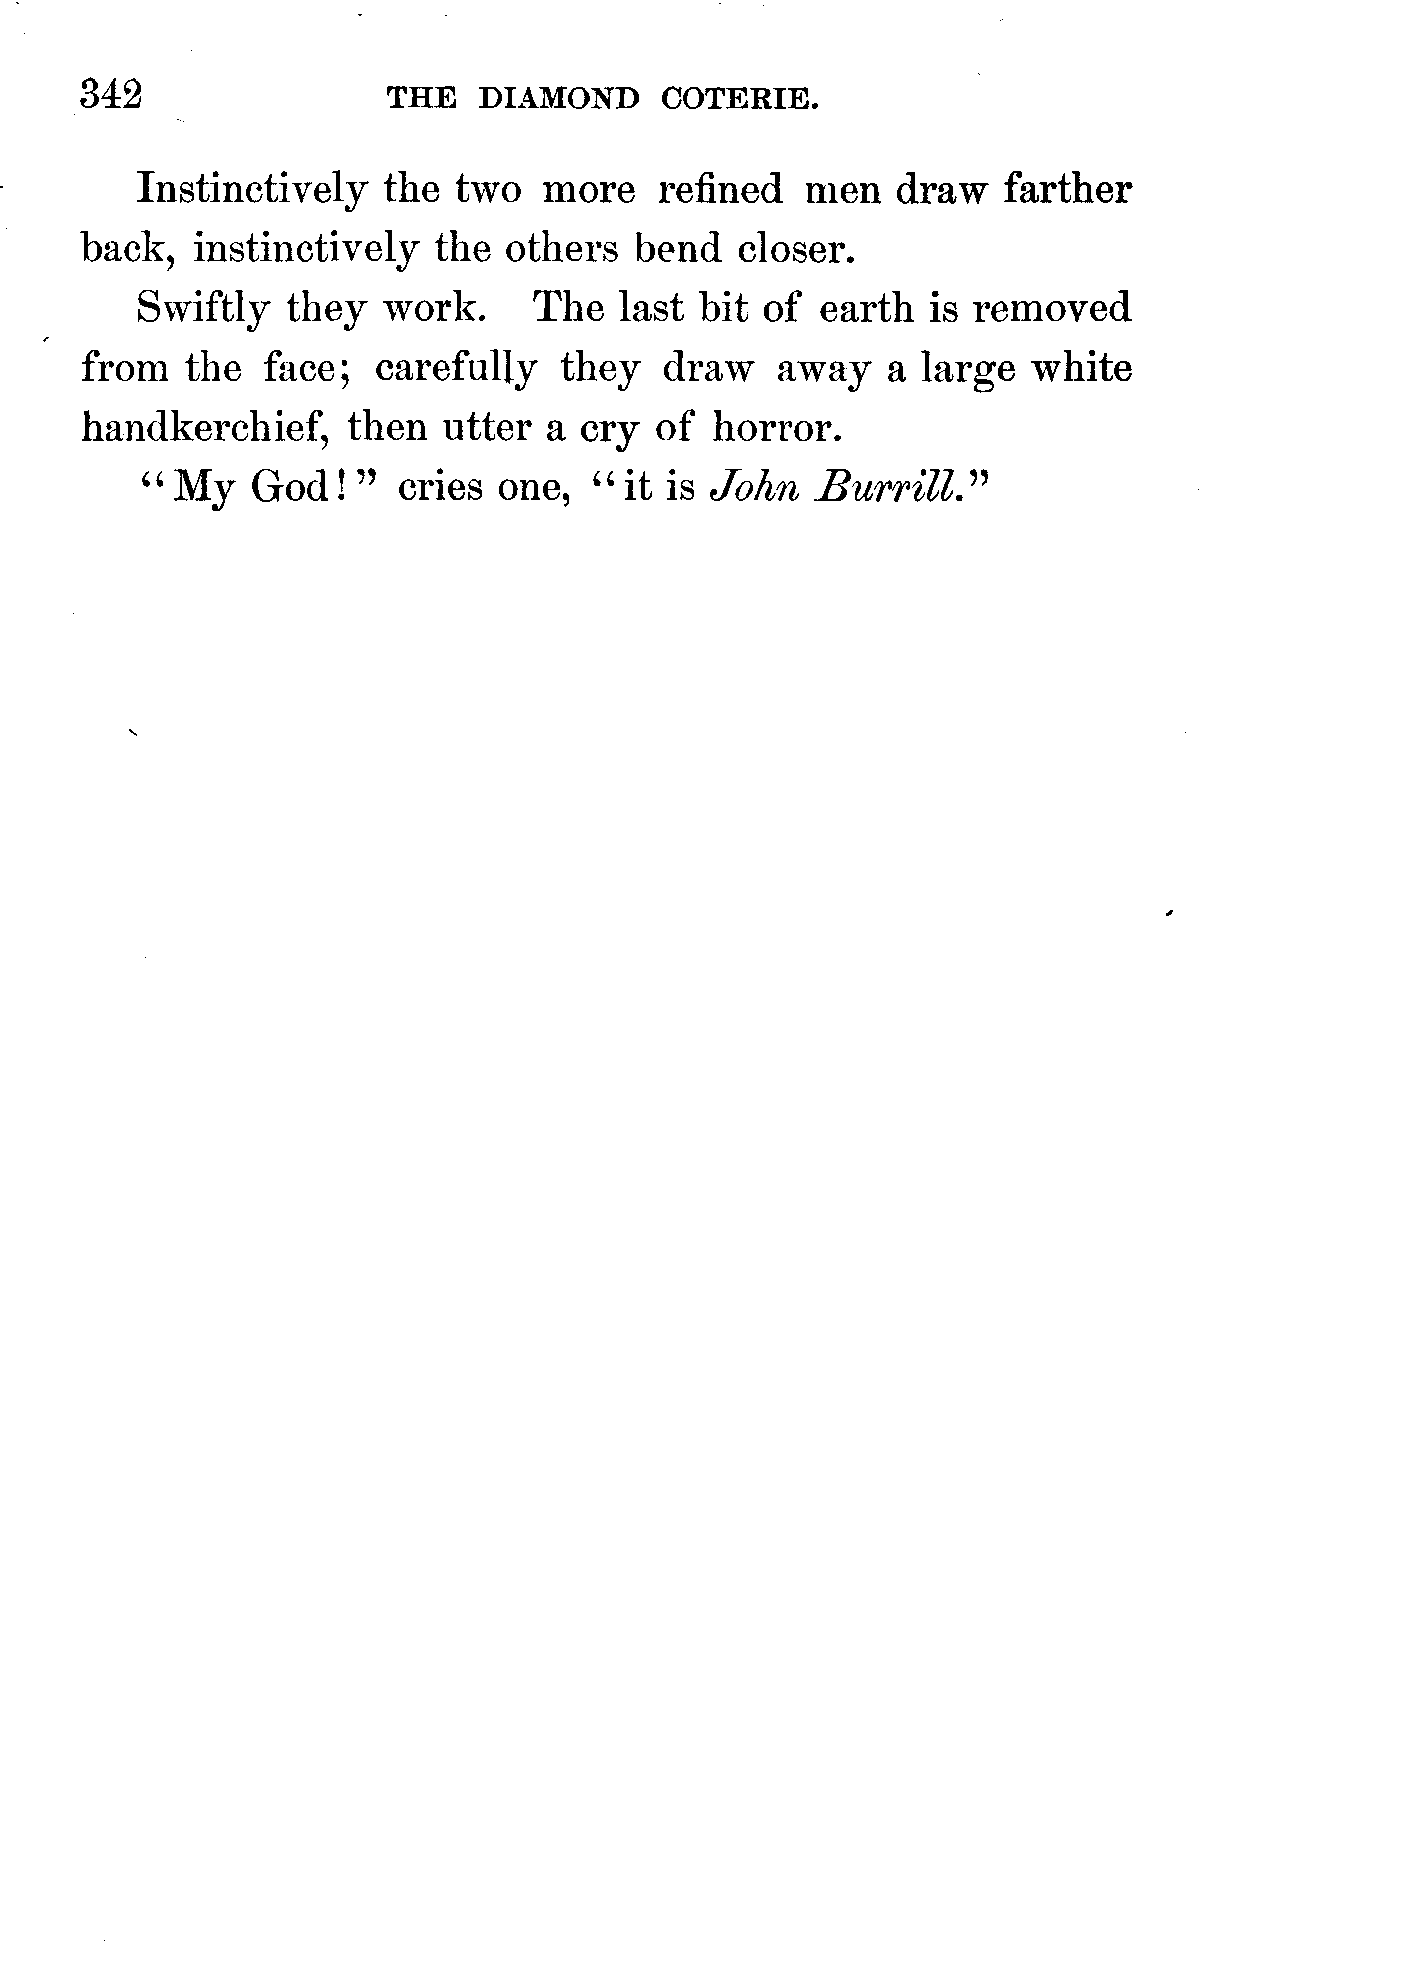 342 THE DIAMOND COTERIE.
Instinctively the two more refined men draw farther
back, instinctively the others bend closer.
Swiftly they work. The last bit of earth is removed
from the face; carefully they draw away a large white
handkerchief, then utter a cry of horror.
“My God!” cries one, “it is John Burrill.”